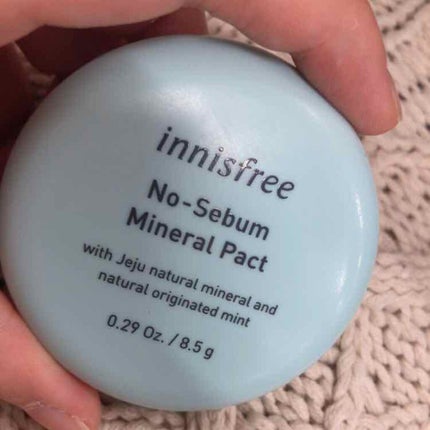 innisfree
No-Sebum
Mineral Pact
with Jeju natural mineral and
natural originated mint
0.29 Oz. / 8.5 g